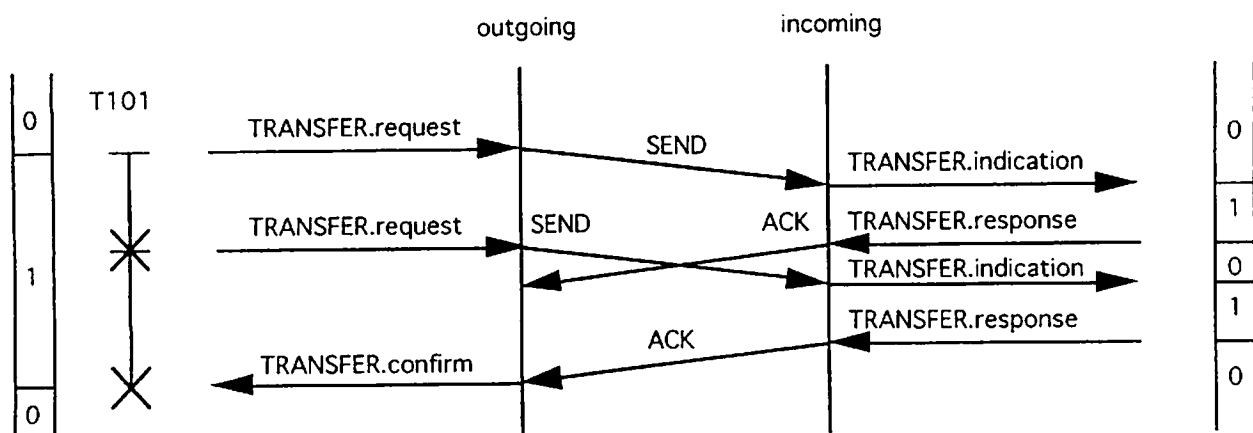 outgoing
incoming
T101
0
TRANSFER.request
SEND
TRANSFER.indication
0
TRANSFER.request
SEND
ACK
TRANSFER.response
1
1
TRANSFER.indication
0
TRANSFER.response
1
ACK
TRANSFER.confirm
0
0